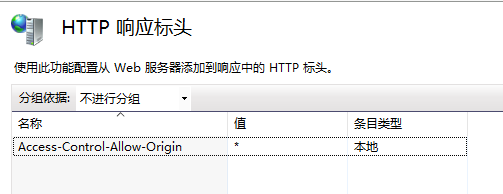 HTTP 响应标头
使用此功能配置从 Web 服务器添加到响应中的 HTTP 标头。
分组依据: 不进行分组
名称 值 条目类型
Access-Control-Allow-Origin * 本地